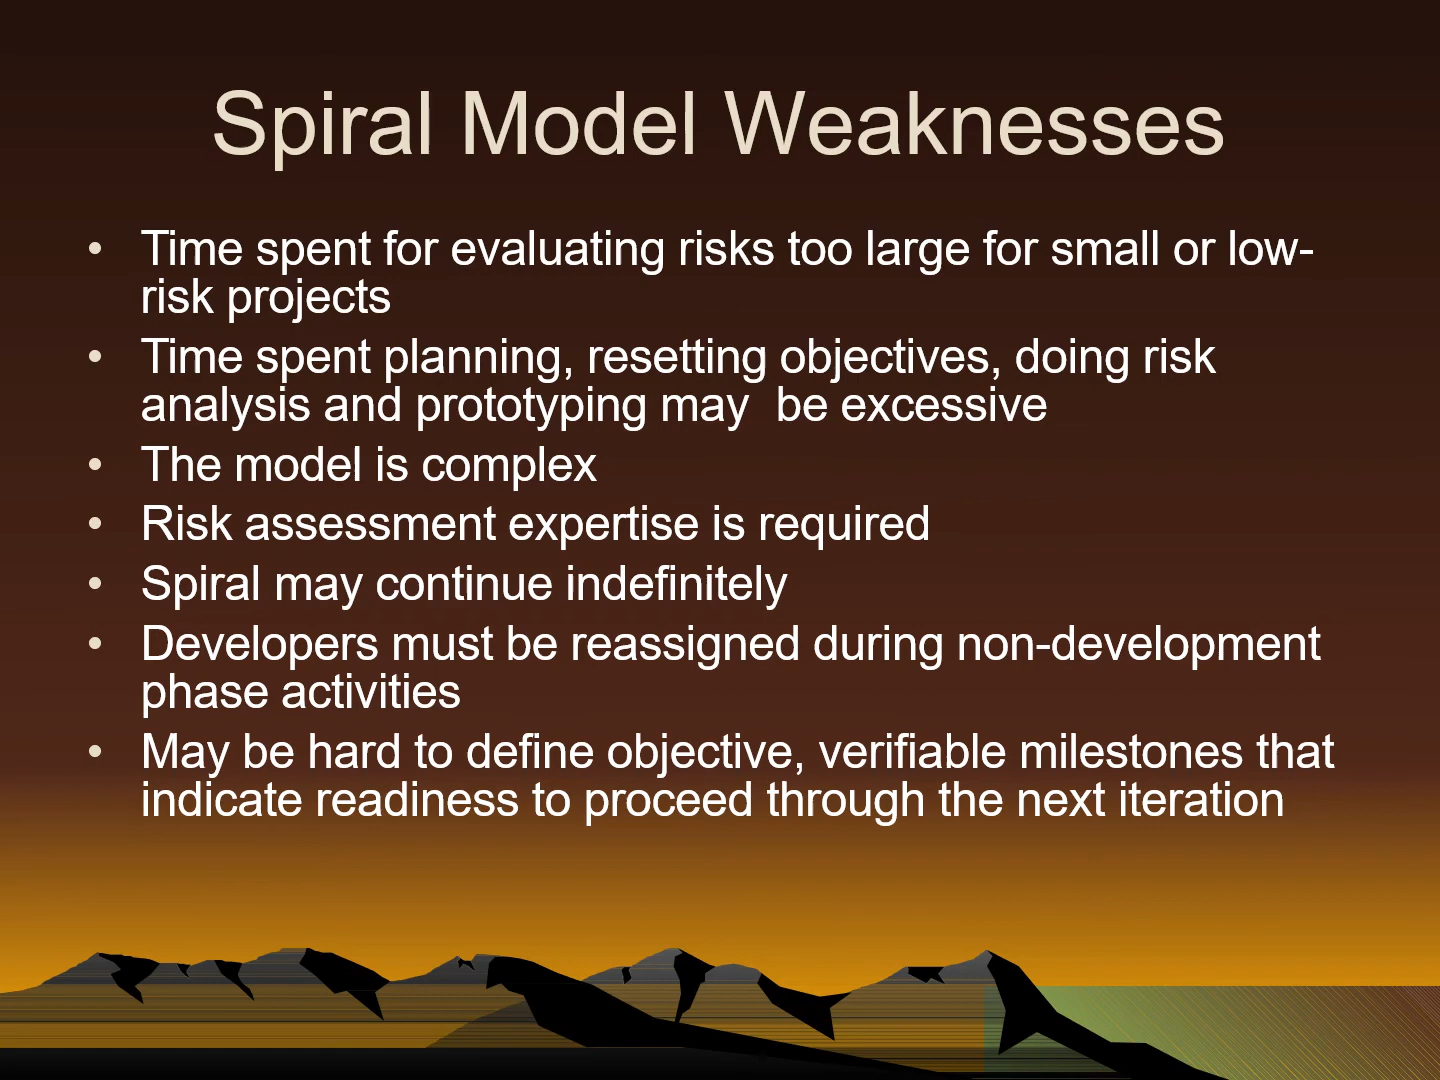 Spiral Model Weaknesses
• Time spent for evaluating risks too large for small or low-
risk projects
• Time spent planning, resetting objectives, doing risk
analysis and prototyping may  be excessive
• The model is complex
• Risk assessment expertise is required
• Spiral may continue indefinitely
• Developers must be reassigned during non-development
phase activities
• May be hard to define objective, verifiable milestones that
indicate readiness to proceed through the next iteration